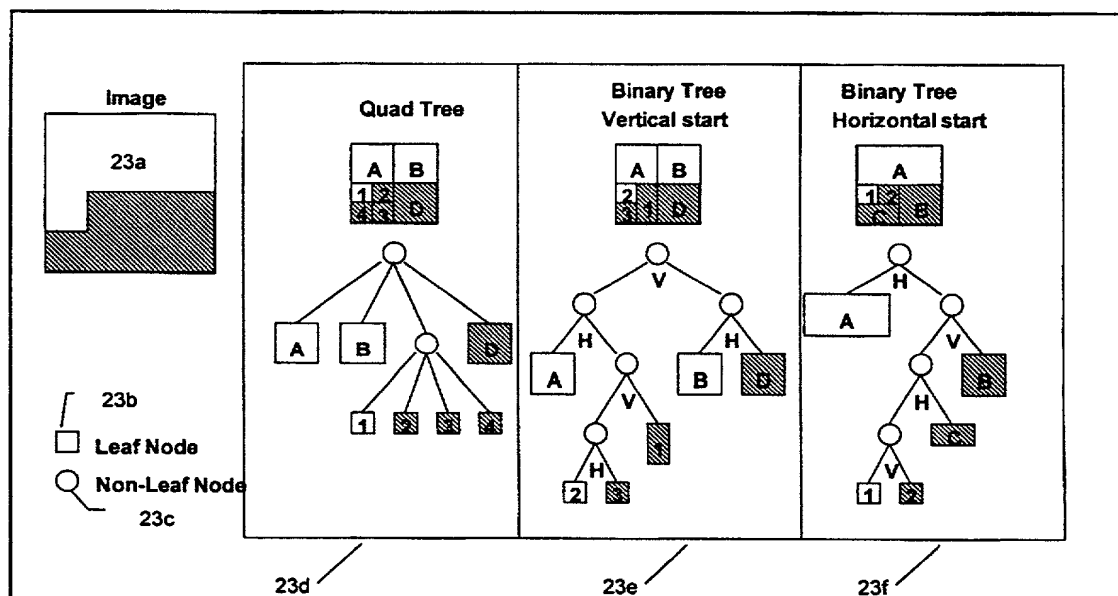 Image
23a
23b
Leaf Node
Non-Leaf Node
23c
Quad Tree
A B
1 2
4 3 D
A B D
1 2 3 4
23d
Binary Tree
Vertical start
A B
2
3 1 D
V
H H
A B D
V
1
H
2 3
23e
Binary Tree
Horizontal start
A
1 2
C B
H
A
V
B
H
C
V
1 2
23f